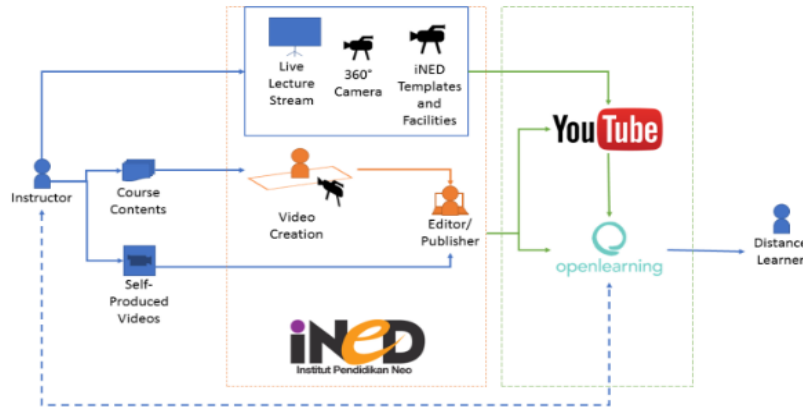 Live
Lecture
Stream
360°
Camera
iNED
Templates
and
Facilities
YouTube
Instructor
Course
Contents
Video
Creation
Editor/
Publisher
Self-
Produced
Videos
openlearning
Distance
Learner
iNeD
Institut Pendidikan Neo